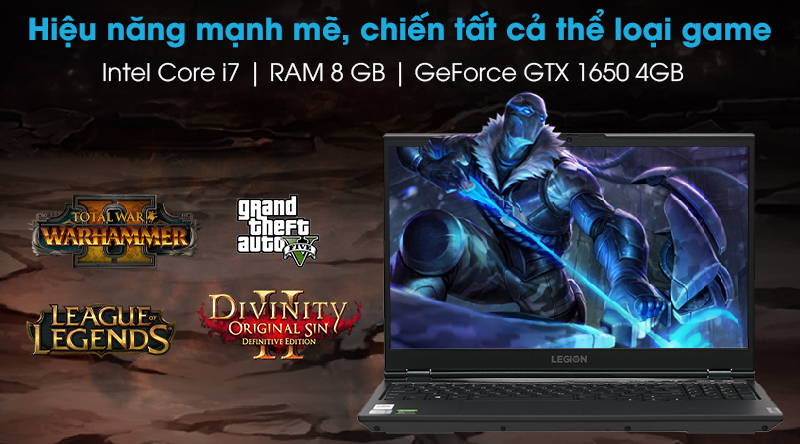 Hiệu năng mạnh mẽ, chiến tất cả thể loại game
Intel Core i7 | RAM 8 GB | GeForce GTX 1650 4GB
II
TOTAL WAR
WARHAMMER
grand
theft
auto
V
FIVE
LEAGUE OF
LEGENDS
DIVINITY
II
ORIGINAL SIN
DEFINITIVE EDITION
LEGION